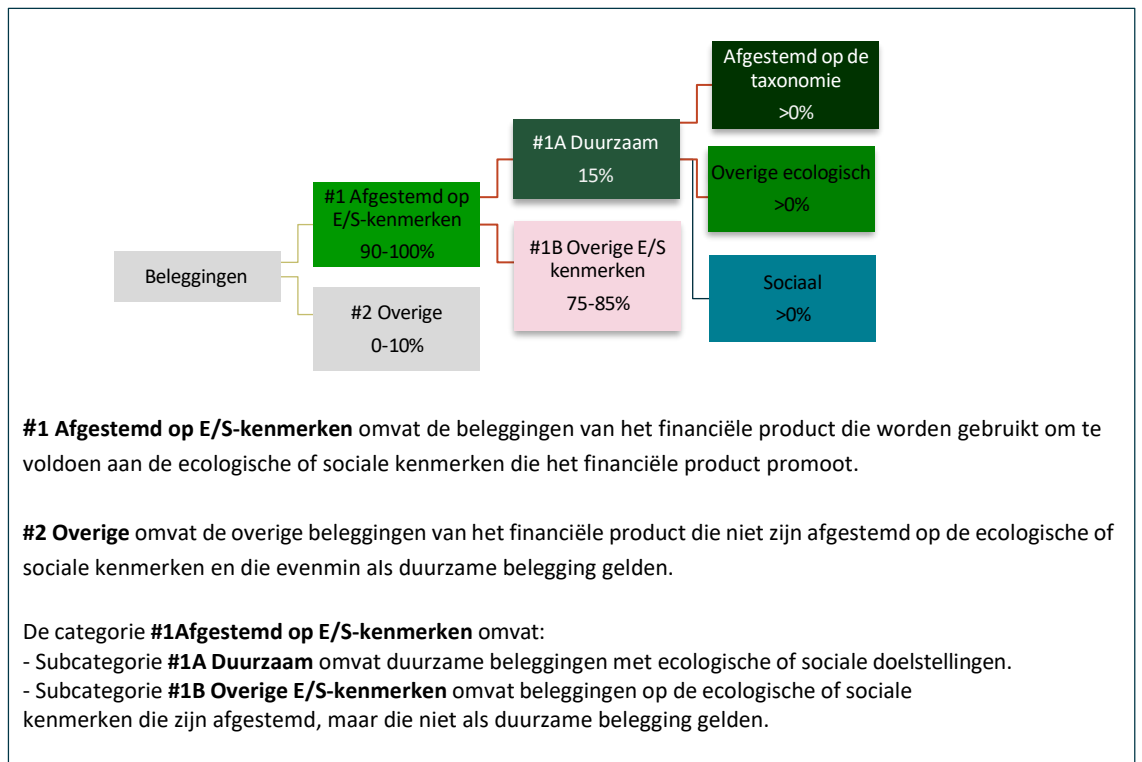 Beleggingen
#1 Afgestemd op
E/S-kenmerken
90-100%
#2 Overige
0-10%
#1A Duurzaam
15%
#1B Overige E/S
kenmerken
75-85%
Afgestemd op de
taxonomie
>0%
Overige ecologisch
>0%
Sociaal
>0%
#1 Afgestemd op E/S-kenmerken omvat de beleggingen van het financiële product die worden gebruikt om te
voldoen aan de ecologische of sociale kenmerken die het financiële product promoot.
#2 Overige omvat de overige beleggingen van het financiële product die niet zijn afgestemd op de ecologische of
sociale kenmerken en die evenmin als duurzame belegging gelden.
De categorie #1Afgestemd op E/S-kenmerken omvat:
- Subcategorie #1A Duurzaam omvat duurzame beleggingen met ecologische of sociale doelstellingen.
- Subcategorie #1B Overige E/S-kenmerken omvat beleggingen op de ecologische of sociale
kenmerken die zijn afgestemd, maar die niet als duurzame belegging gelden.